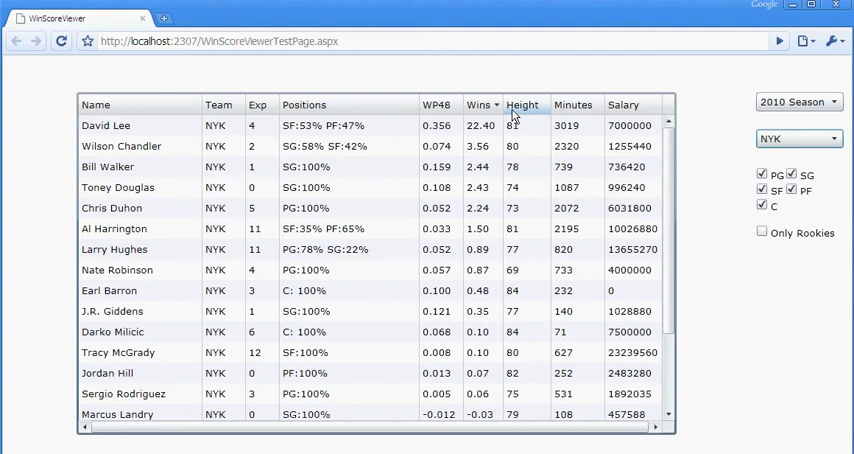 Google
WinScoreViewer
http://localhost:2307/WinScoreViewerTestPage.aspx
Name Team Exp Positions WP48 Wins Height Minutes Salary
David Lee NYK 4 SF:53% PF:47% 0.356 22.40 81 3019 7000000
Wilson Chandler NYK 2 SG:58% SF:42% 0.074 3.56 80 2320 1255440
Bill Walker NYK 1 SG:100% 0.159 2.44 78 739 736420
Toney Douglas NYK 0 SG:100% 0.108 2.43 74 1087 996240
Chris Duhon NYK 5 PG:100% 0.052 2.24 73 2072 6031800
Al Harrington NYK 11 SF:35% PF:65% 0.033 1.50 81 2195 10026880
Larry Hughes NYK 11 PG:78% SG:22% 0.052 0.89 77 820 13655270
Nate Robinson NYK 4 PG:100% 0.057 0.87 69 733 4000000
Earl Barron NYK 3 C: 100% 0.100 0.48 84 232 0
J.R. Giddens NYK 1 SG:100% 0.121 0.35 77 140 1028880
Darko Milicic NYK 6 C: 100% 0.068 0.10 84 71 7500000
Tracy McGrady NYK 12 SF:100% 0.008 0.10 80 627 23239560
Jordan Hill NYK 0 PF:100% 0.013 0.07 82 252 2483280
Sergio Rodriguez NYK 3 PG:100% 0.005 0.06 75 531 1892035
Marcus Landry NYK 0 SG:100% -0.012 -0.03 79 108 457588
2010 Season
NYK
PG SG
SF PF
C
Only Rookies